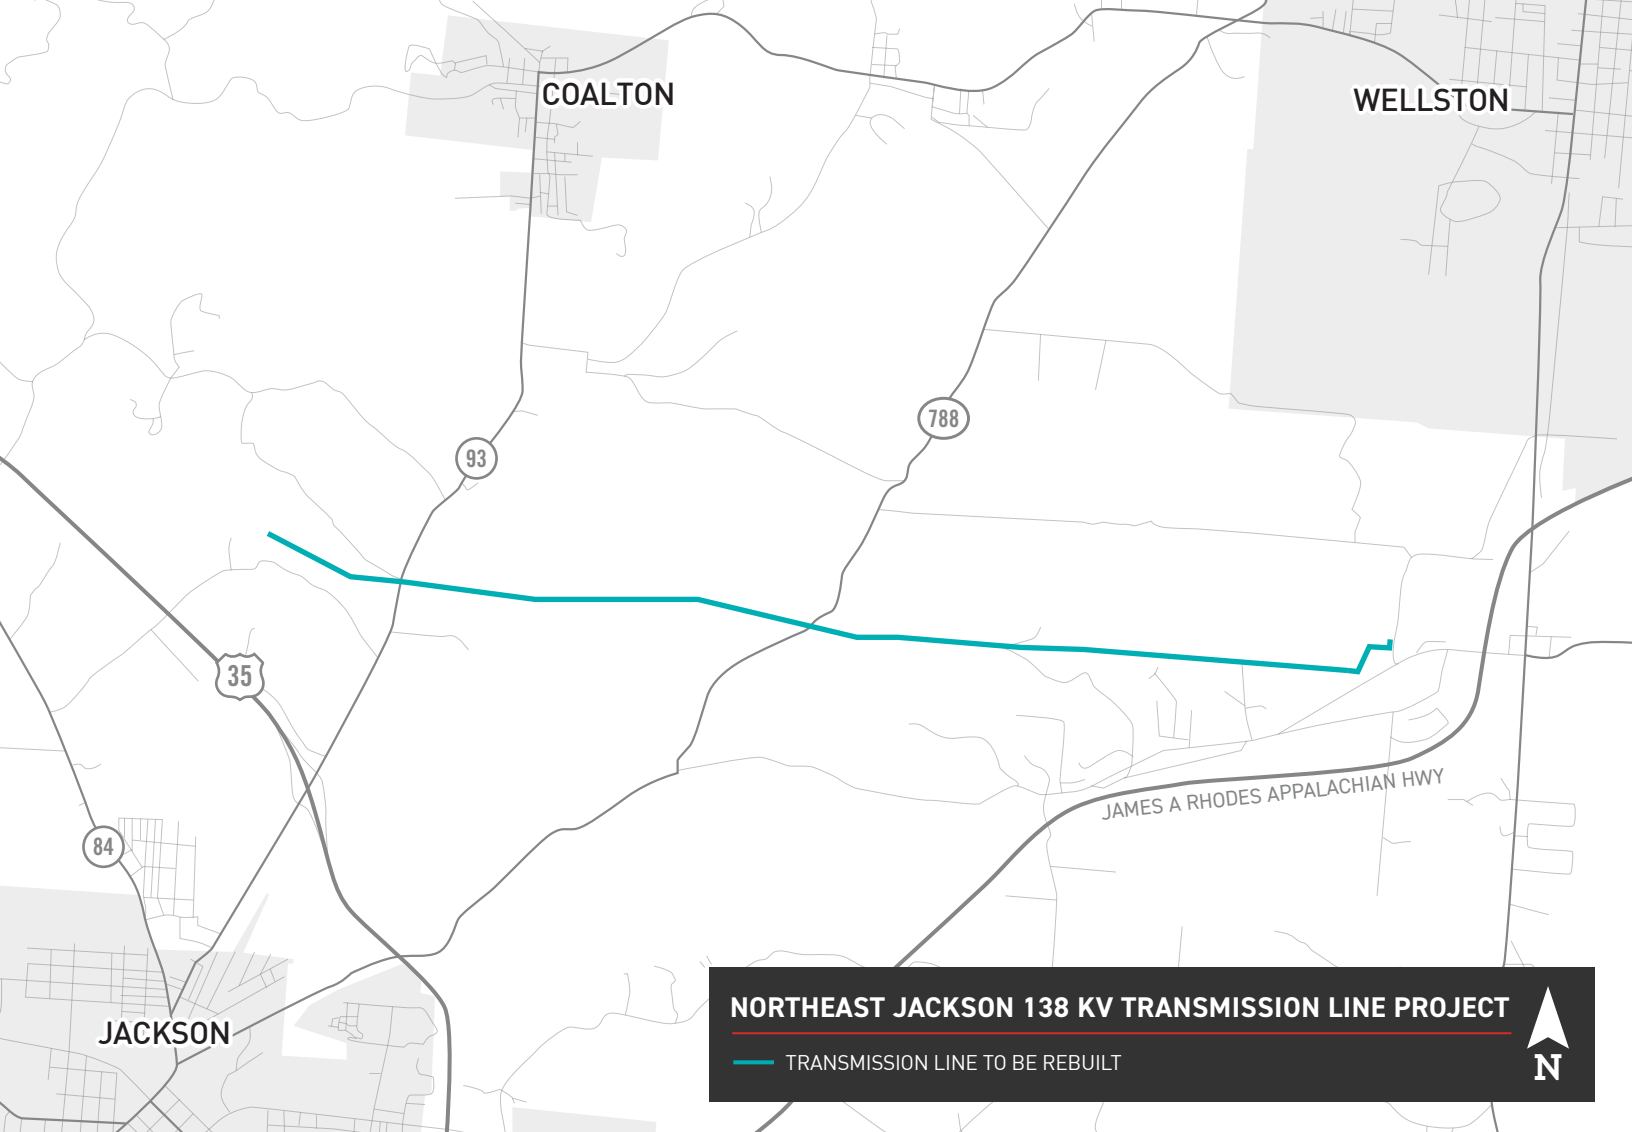 COALTON
WELLSTON
788
93
35
JAMES A RHODES APPALACHIAN HWY
84
JACKSON
NORTHEAST JACKSON 138 KV TRANSMISSION LINE PROJECT
TRANSMISSION LINE TO BE REBUILT
N